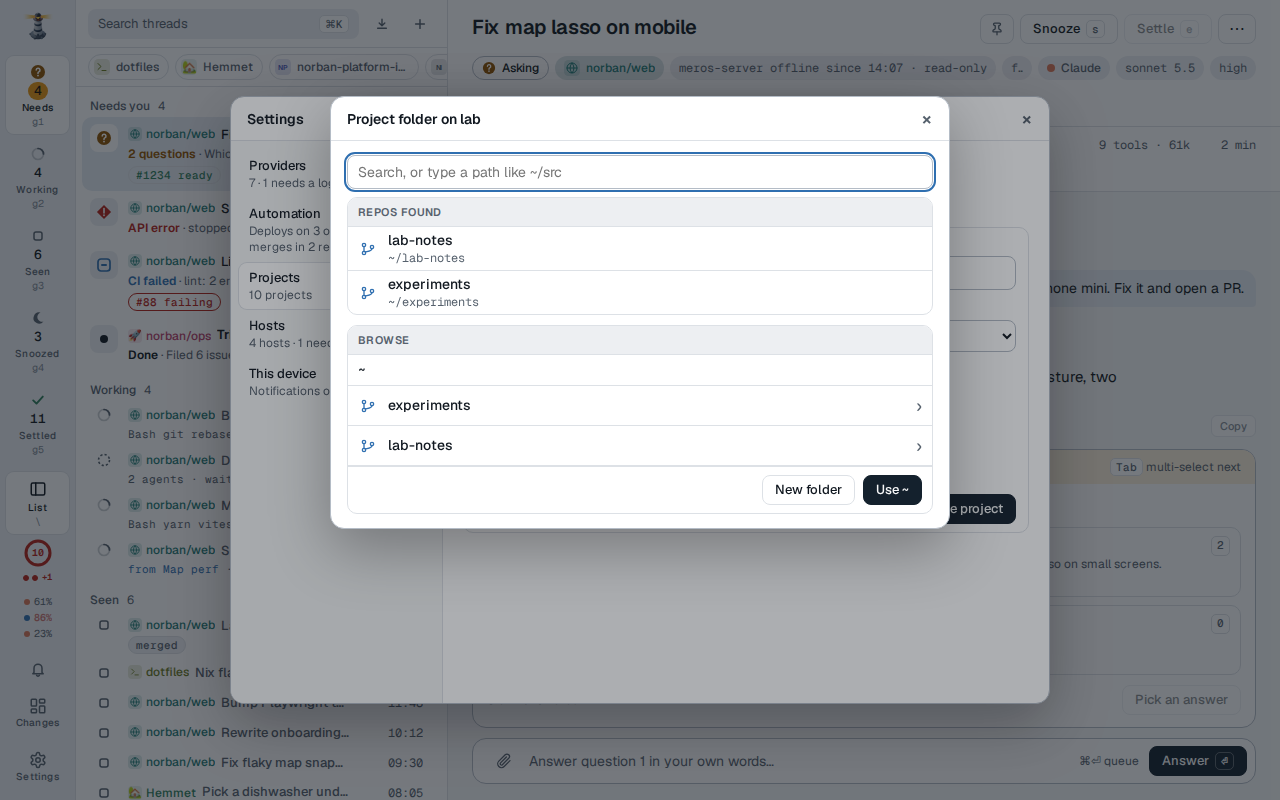 Search threads ⌘K
Fix map lasso on mobile
Snooze s
Settle e
4
Needs
g1
4
Working
g2
6
Seen
g3
3
Snoozed
g4
11
Settled
g5
List
\
10
+1
61%
86%
23%
Changes
Settings
dotfiles
Hemmet
NP norban-platform-i…
Asking
norban/web
meros-server offline since 14:07 · read-only
f…
Claude
sonnet 5.5
high
9 tools · 61k 2 min
Needs you 4
norban/web F
2 questions · Whic
#1234 ready
norban/web S
API error · stopped
norban/web Li
CI failed · lint: 2 er
#88 failing
norban/ops Tr
Done · Filed 6 issue
Working 4
norban/web B
Bash git rebase
norban/web D
2 agents · wait
norban/web M
Bash yarn vites
norban/web S
from Map perf ·
Seen 6
norban/web L
merged
dotfiles Nix fla
norban/web Bump Playwright t… 11:48
norban/web Rewrite onboarding… 10:12
norban/web Fix flaky map snap… 09:30
Hemmet Pick a dishwasher und… 08:05
Settings
×
Providers
7 · 1 needs a log
Automation
Deploys on 3 o
merges in 2 re
Projects
10 projects
Hosts
4 hosts · 1 need
This device
Notifications o
Project folder on lab
×
Search, or type a path like ~/src
REPOS FOUND
lab-notes
~/lab-notes
experiments
~/experiments
BROWSE
~
experiments ›
lab-notes ›
New folder
Use ~
e project
none mini. Fix it and open a PR.
sture, two
Copy
Tab multi-select next
2
so on small screens.
0
Pick an answer
Answer question 1 in your own words…
⌘⏎ queue
Answer ⏎